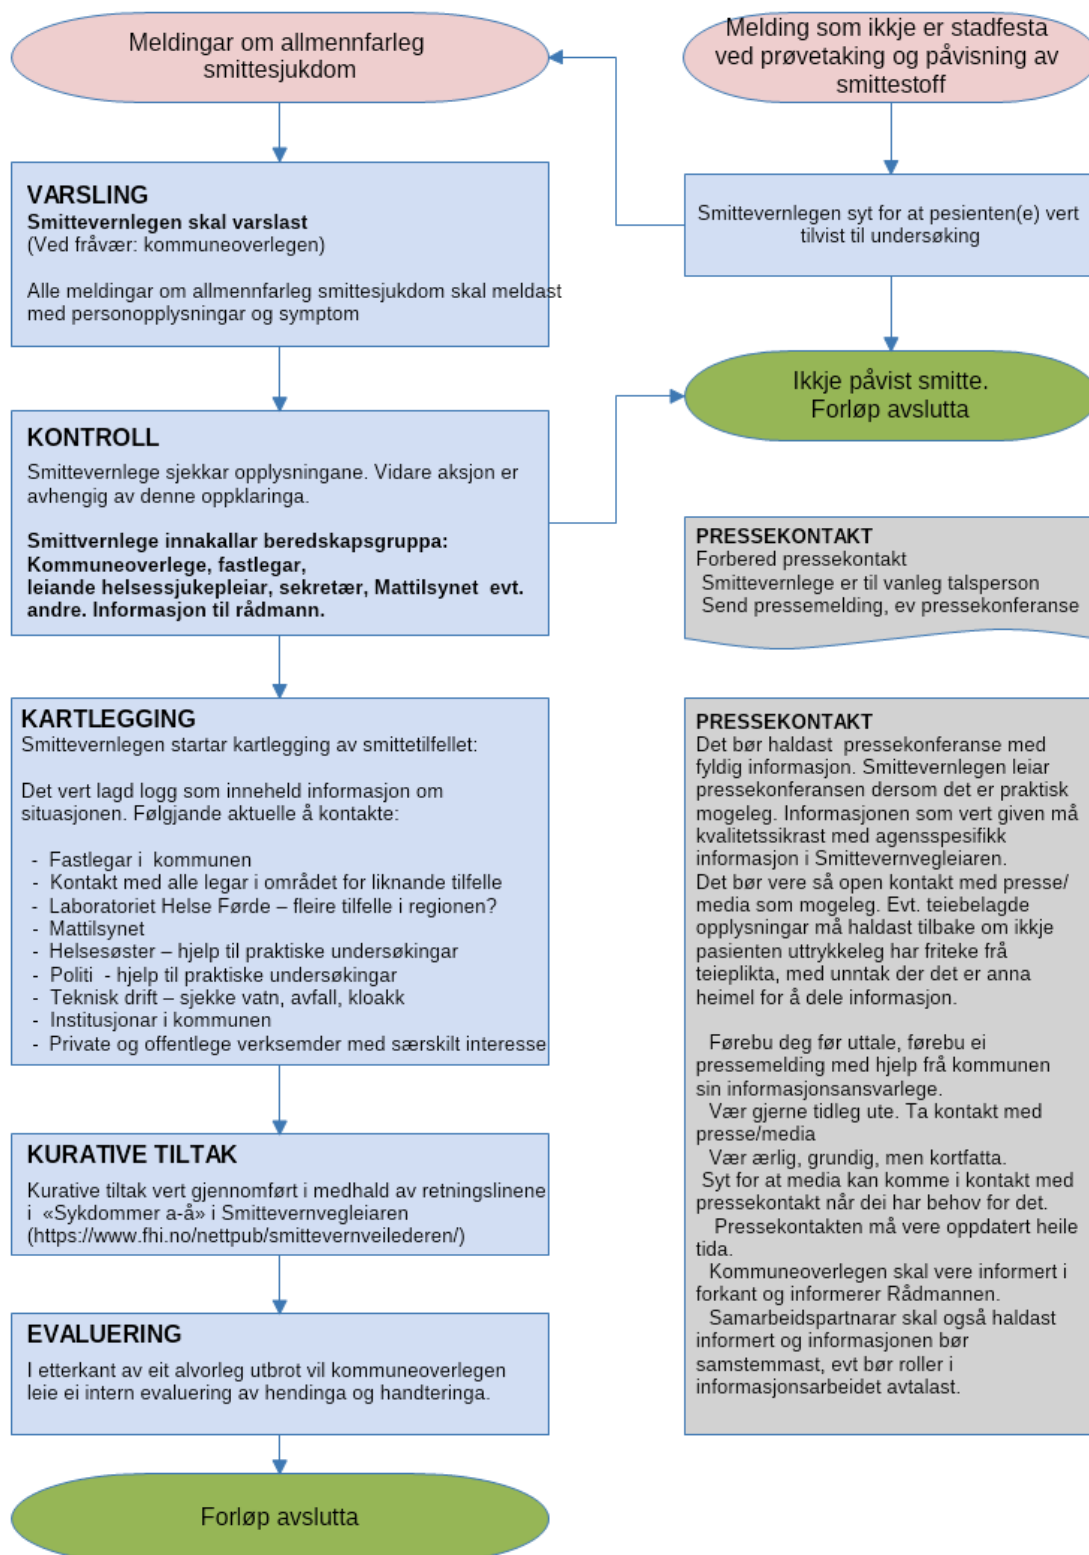 Meldingar om allmennfarleg
smittesjukdom
Melding som ikkje er stadfesta
ved prøvetaking og påvisning av
smittestoff
VARSLING
Smittevernlegen skal varslast
(Ved fråvær: kommuneoverlegen)
Alle meldingar om allmennfarleg smittesjukdom skal meldast
med personopplysningar og symptom
Smittevernlegen syt for at pesienten(e) vert
tilvist til undersøking
Ikkje påvist smitte.
Forløp avslutta
KONTROLL
Smittevernlege sjekkar opplysningane. Vidare aksjon er
avhengig av denne oppklaringa.
Smittvernlege innakallar beredskapsgruppa:
Kommuneoverlege, fastlegar,
leiande helsessjukepleiar, sekretær, Mattilsynet evt.
andre. Informasjon til rådmann.
PRESSEKONTAKT
Forbered pressekontakt
Smittevernlege er til vanleg talsperson
Send pressemelding, ev pressekonferanse
KARTLEGGING
Smittevernlegen startar kartlegging av smittetilfellet:
Det vert lagd logg som inneheld informasjon om
situasjonen. Følgjande aktuelle å kontakte:
- Fastlegar i kommunen
- Kontakt med alle legar i området for liknande tilfelle
- Laboratoriet Helse Førde – fleire tilfelle i regionen?
- Mattilsynet
- Helsesøster – hjelp til praktiske undersøkingar
- Politi - hjelp til praktiske undersøkingar
- Teknisk drift – sjekke vatn, avfall, kloakk
- Institusjonar i kommunen
- Private og offentlege verksemder med særskilt interesse
PRESSEKONTAKT
Det bør haldast pressekonferanse med
fyldig informasjon. Smittevernlegen leiar
pressekonferansen dersom det er praktisk
mogeleg. Informasjonen som vert given må
kvalitetssikrast med agensspesifikk
informasjon i Smittevernvegleiaren.
Det bør vere så open kontakt med presse/
media som mogeleg. Evt. teiebelagde
opplysningar må haldast tilbake om ikkje
pasienten uttrykkeleg har friteke frå
teieplikta, med unntak der det er anna
heimel for å dele informasjon.
Førebu deg før uttale, førebu ei
pressemelding med hjelp frå kommunen
sin informasjonsansvarlege.
Vær gjerne tidleg ute. Ta kontakt med
presse/media
Vær ærlig, grundig, men kortfatta.
Syt for at media kan komme i kontakt med
pressekontakt når dei har behov for det.
Pressekontakten må vere oppdatert heile
tida.
Kommuneoverlegen skal vere informert i
forkant og informerer Rådmannen.
Samarbeidspartnarar skal også haldast
informert og informasjonen bør
samstemmast, evt bør roller i
informasjonsarbeidet avtalast.
KURATIVE TILTAK
Kurative tiltak vert gjennomført i medhald av retningslinene
i «Sykdommer a-å» i Smittevernvegleiaren
(https://www.fhi.no/nettpub/smittevernveilederen/)
EVALUERING
I etterkant av eit alvorleg utbrot vil kommuneoverlegen
leie ei intern evaluering av hendinga og handteringa.
Forløp avslutta